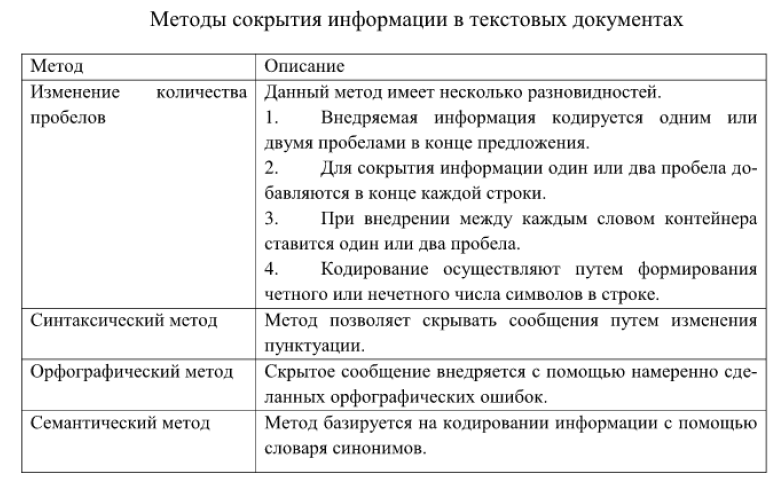 Методы сокрытия информации в текстовых документах
Метод
Описание
Изменение количества
пробелов
Данный метод имеет несколько разновидностей.
1. Внедряемая информация кодируется одним или
двумя пробелами в конце предложения.
2. Для сокрытия информации один или два пробела до-
бавляются в конце каждой строки.
3. При внедрении между каждым словом контейнера
ставится один или два пробела.
4. Кодирование осуществляют путем формирования
четного или нечетного числа символов в строке.
Синтаксический метод
Метод позволяет скрывать сообщения путем изменения
пунктуации.
Орфографический метод
Скрытое сообщение внедряется с помощью намеренно сде-
ланных орфографических ошибок.
Семантический метод
Метод базируется на кодировании информации с помощью
словаря синонимов.